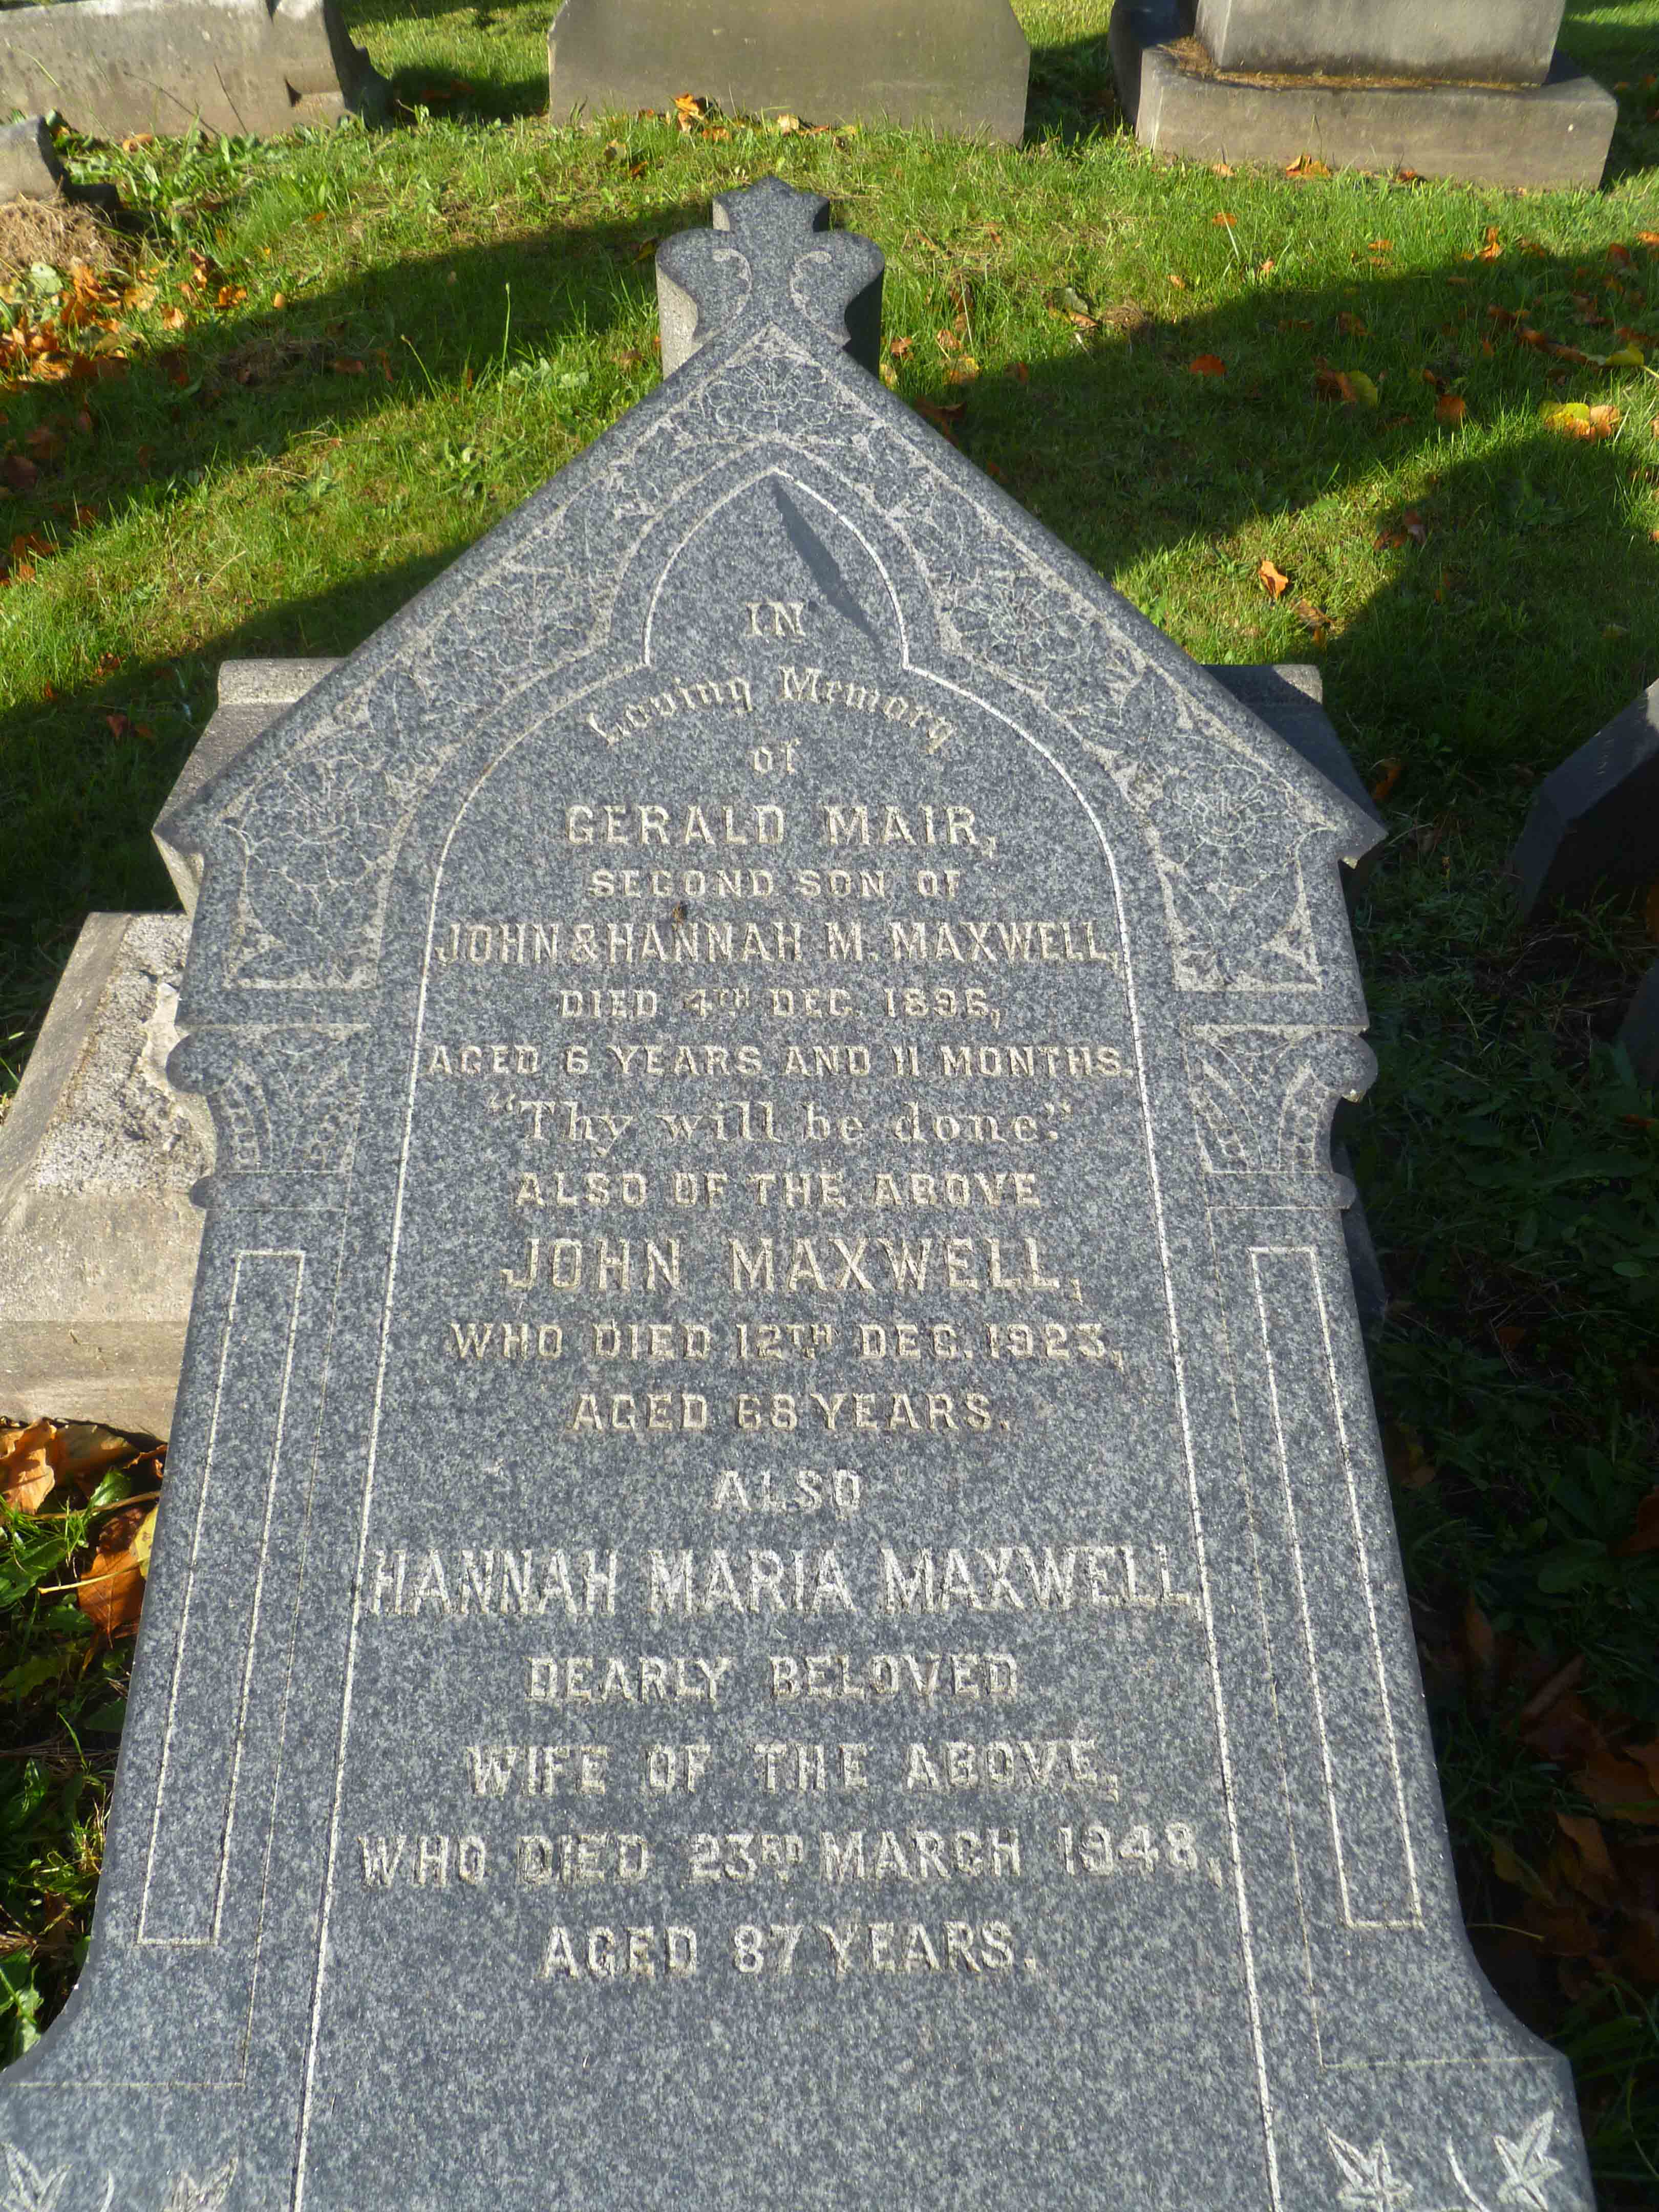 IN
Loving Memory
of
GERALD MAIR,
SECOND SON OF
JOHN & HANNAH M. MAXWELL,
DIED 4TH DEC. 1896,
AGED 6 YEARS AND 11 MONTHS.
"Thy will be done."
ALSO OF THE ABOVE
JOHN MAXWELL,
WHO DIED 12TH DEC. 1923,
AGED 68 YEARS.
ALSO
HANNAH MARIA MAXWELL,
DEARLY BELOVED
WIFE OF THE ABOVE,
WHO DIED 23RD MARCH 1948,
AGED 87 YEARS.